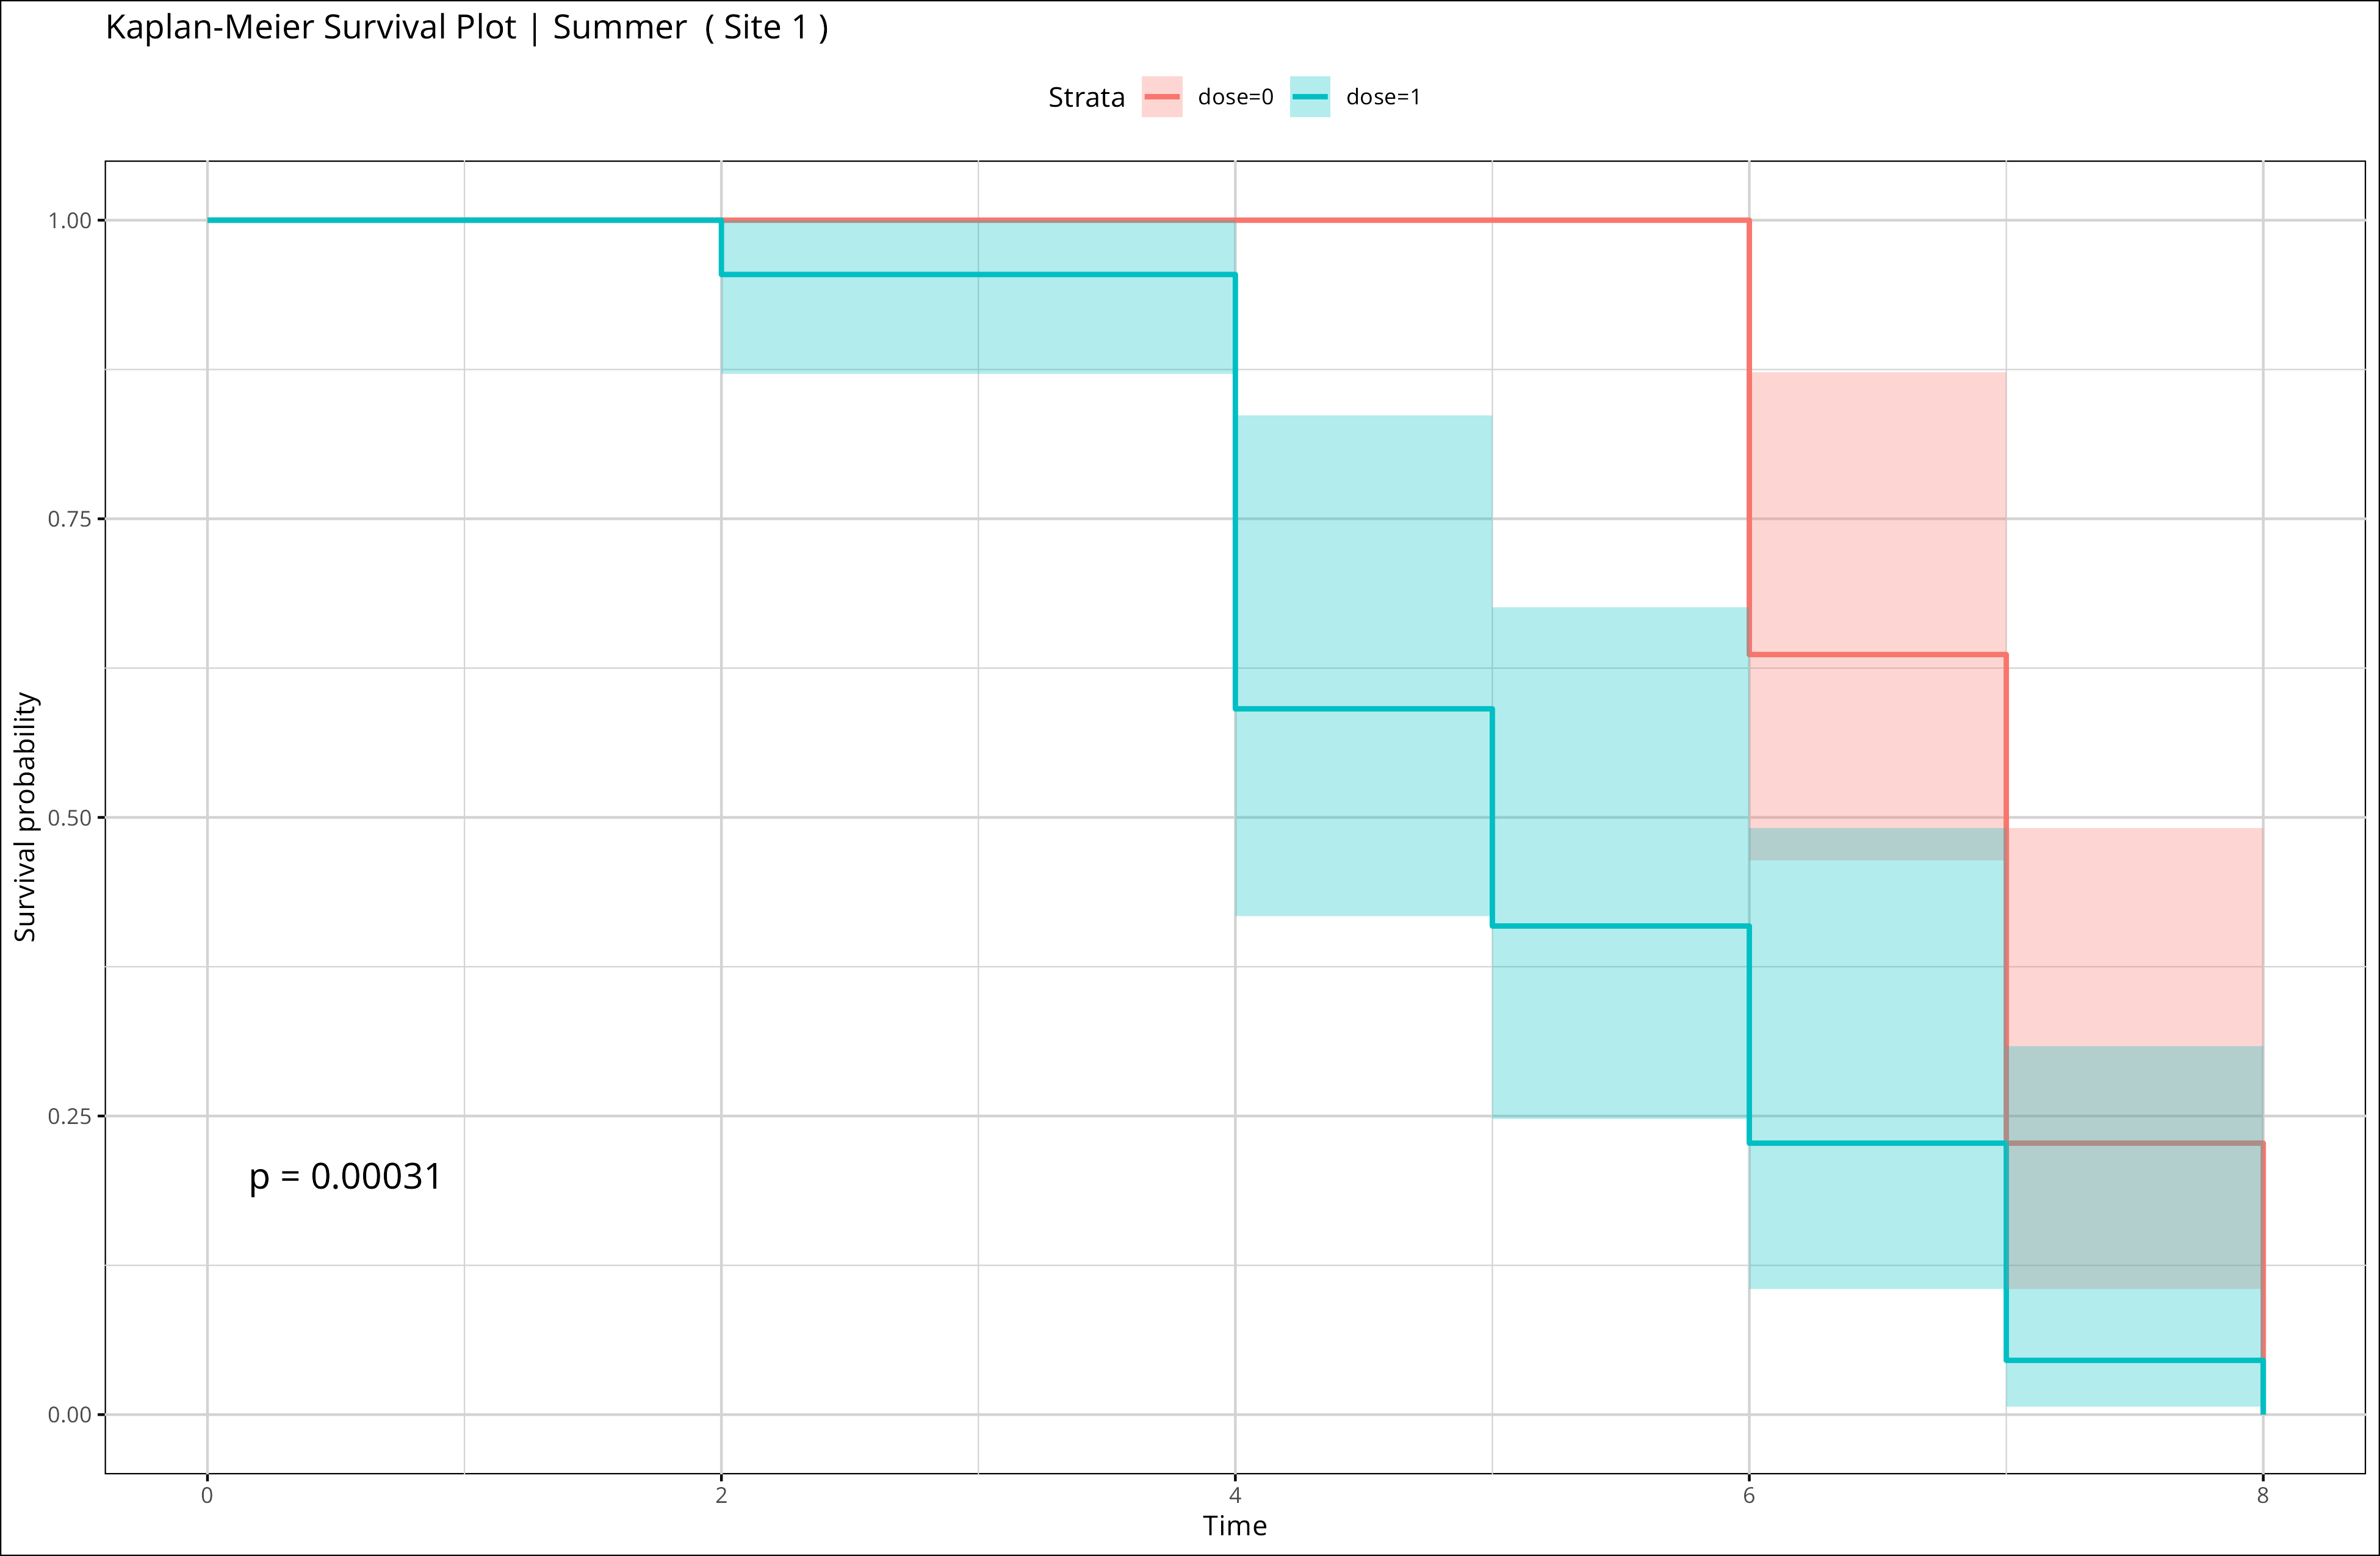 Kaplan-Meier Survival Plot | Summer  ( Site 1 )
Strata dose=0 dose=1
1.00
0.75
0.50
0.25
0.00
Survival probability
p = 0.00031
0 2 4 6 8
Time